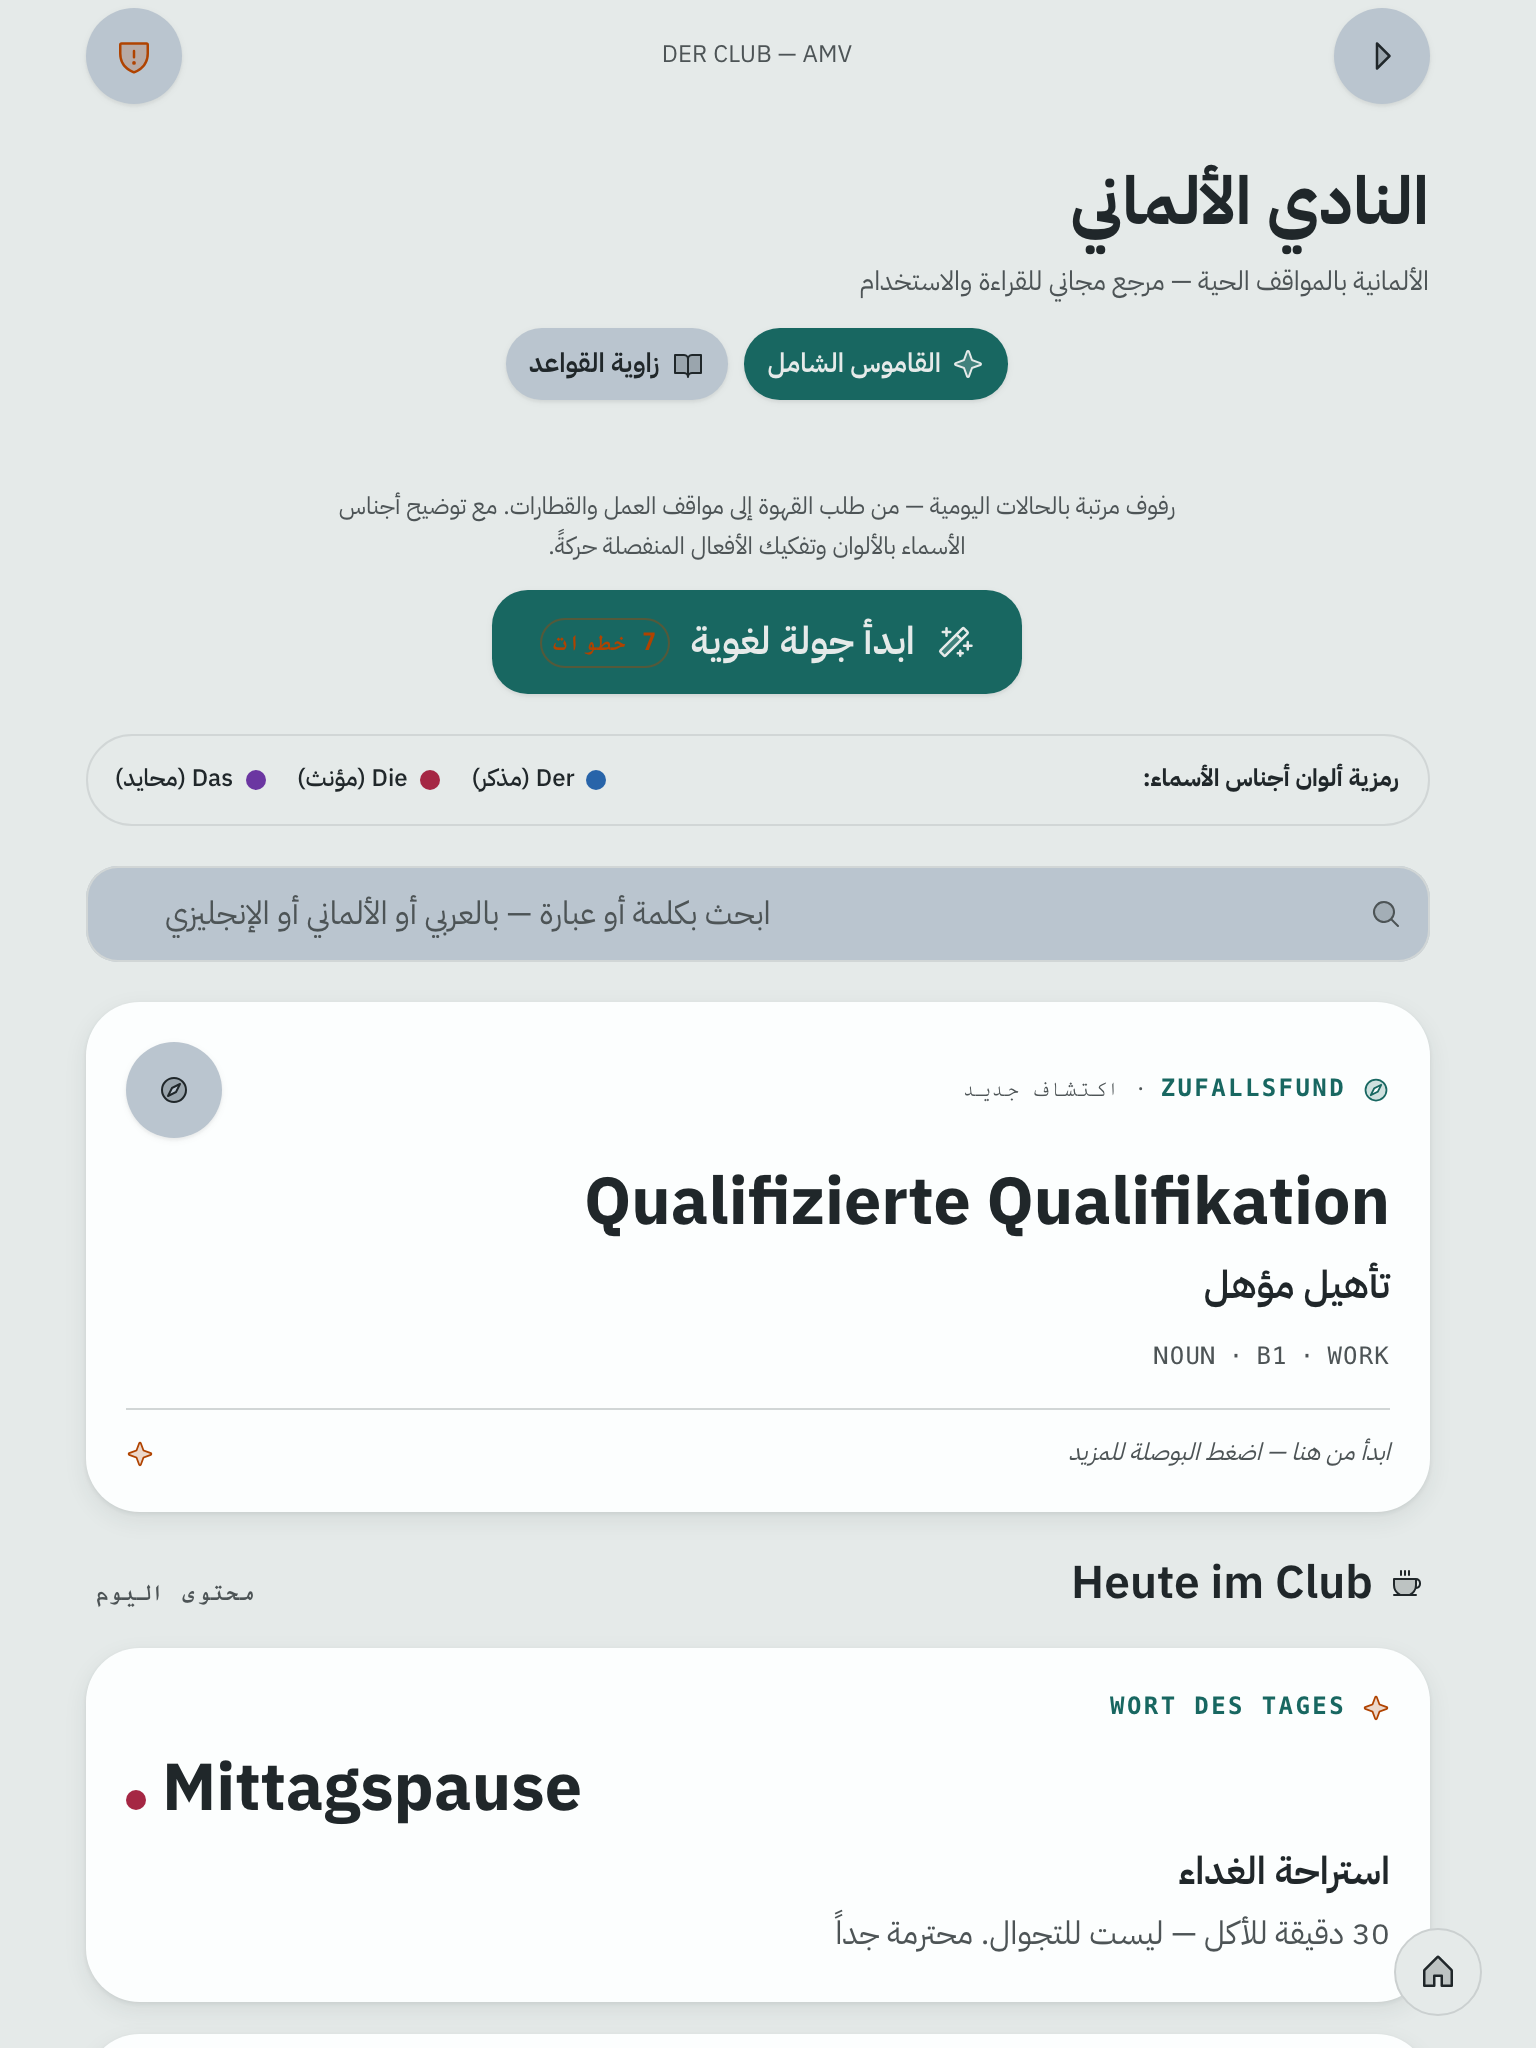 DER CLUB — AMV
النادي الألماني
الألمانية بالمواقف الحية — مرجع مجاني للقراءة والاستخدام
القاموس الشامل
زاوية القواعد
رفوف مرتبة بالحالات اليومية — من طلب القهوة إلى مواقف العمل والقطارات. مع توضيح أجناس
الأسماء بالألوان وتفكيك الأفعال المنفصلة حركةً.
ابدأ جولة لغوية 7 خطوات
رمزية ألوان أجناس الأسماء:
Der (مذكر)
Die (مؤنث)
Das (محايد)
ابحث بكلمة أو عبارة — بالعربي أو الألماني أو الإنجليزي
ZUFALLSFUND · اكتشاف جديد
Qualifizierte Qualifikation
تأهيل مؤهل
NOUN · B1 · WORK
ابدأ من هنا — اضغط البوصلة للمزيد
Heute im Club
محتوى اليوم
WORT DES TAGES
Mittagspause
استراحة الغداء
30 دقيقة للأكل — ليست للتجوال. محترمة جداً